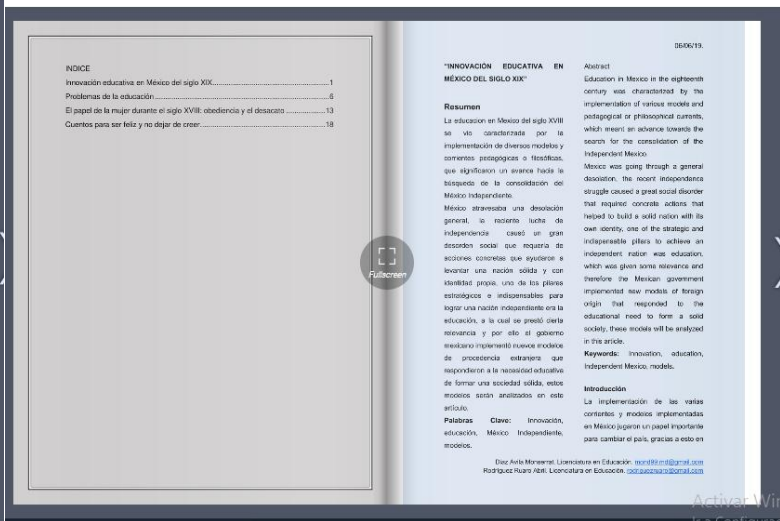 INDICE
Innovación educativa en México del siglo XIX.....................................................1
Problemas de la educación.....................................................6
El papel de la mujer durante el siglo XVIII: obediencia y el desacato .................13
Cuentos para ser feliz y no dejar de creer.....................................................18
06/06/19.
"INNOVACIÓN EDUCATIVA EN
MÉXICO DEL SIGLO XIX"
Resumen
La educacion en Mexico del siglo XVIII
se vio caracterizada por la
implementación de diversos modelos y
corrientes pedagógicas o filosóficas,
que significaron un avance hacia la
búsqueda de la consolidación del
México Independiente.
México atravesaba una desolación
general, la reciente lucha de
independencia causó un gran
desorden social que requería de
acciones concretas que ayudaron a
levantar una nación sólida y con
identidad propia, uno de los pilares
estratégicos e indispensables para
lograr una nación independiente era la
educación, a la cual se prestó cierta
relevancia y por ello el gobierno
mexicano implementó nuevos modelos
de procedencia extranjera que
respondieron a la necesidad educativa
de formar una sociedad sólida, estos
modelos serán analizados en este
artículo.
Palabras Clave: Innovación,
educación, México Independiente,
modelos.
Abstract
Education in Mexico in the eighteenth
century was characterized by the
implementation of various models and
pedagogical or philosophical currents,
which meant an advance towards the
search for the consolidation of the
Independent Mexico.
Mexico was going through a general
desolation, the recent independence
struggle caused a great social disorder
that required concrete actions that
helped to build a solid nation with its
own identity, one of the strategic and
indispensable pillars to achieve an
independent nation was education,
which was given some relevance and
therefore the Mexican government
implemented new models of foreign
origin that responded to the
educational need to form a solid
society, these models will be analyzed
in this article.
Keywords: Innovation, education,
Independent Mexico, models.
Introducción
La implementación de las varias
corrientes y modelos implementadas
en México jugaron un papel importante
para cambiar el país, gracias a esto en
Díaz Avila Monserrat. Licenciatura en Educación.
Rodríguez Ruaro Abril. Licenciatura en Educación.
Fullscreen
Activar Win